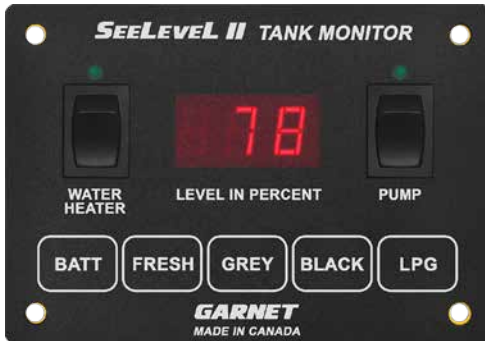 SEELEVEL II TANK MONITOR
78
WATER
HEATER
LEVEL IN PERCENT
PUMP
BATT
FRESH
GREY
BLACK
LPG
GARNET
MADE IN CANADA